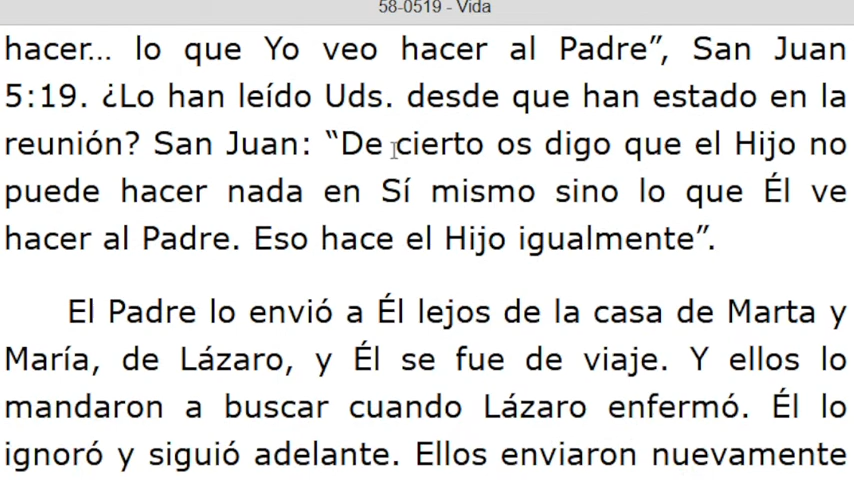 58-0519 - Vida
hacer... lo que Yo veo hacer al Padre”, San Juan
5:19. ¿Lo han leído Uds. desde que han estado en la
reunión? San Juan: “De cierto os digo que el Hijo no
puede hacer nada en Sí mismo sino lo que Él ve
hacer al Padre. Eso hace el Hijo igualmente”.
El Padre lo envió a Él lejos de la casa de Marta y
María, de Lázaro, y Él se fue de viaje. Y ellos lo
mandaron a buscar cuando Lázaro enfermó. Él lo
ignoró y siguió adelante. Ellos enviaron nuevamente